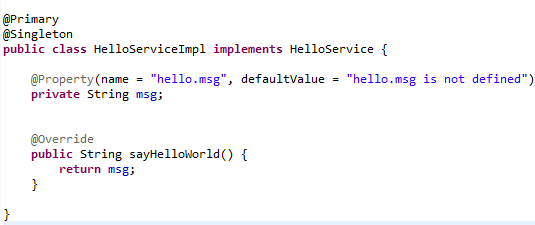 @Primary
@Singleton
public class HelloServiceImpl implements HelloService {
@Property(name = "hello.msg", defaultValue = "hello.msg is not defined")
private String msg;
@Override
public String sayHelloWorld() {
return msg;
}
}